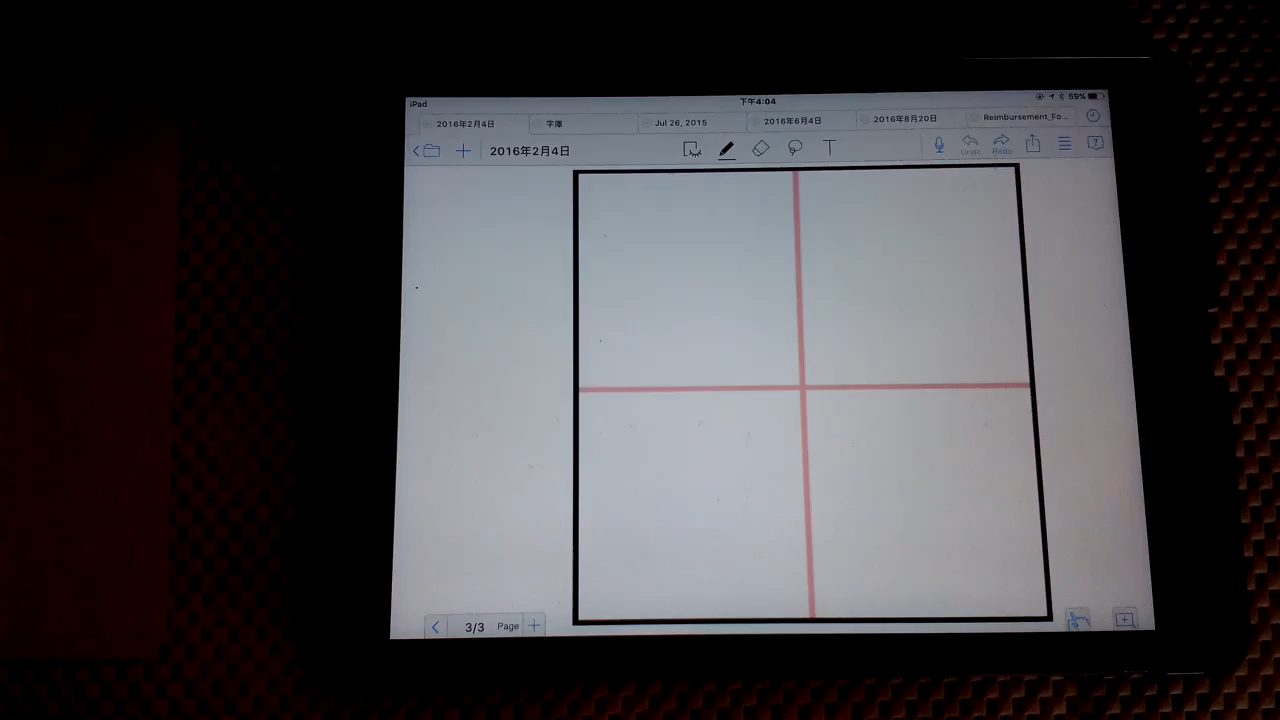 iPad 下午4:04 59%
2016年2月4日 字庫 Jul 26, 2015 2016年6月4日 2016年8月20日 Reimbursement_Fo...
2016年2月4日 T Undo Redo ?
3/3 Page